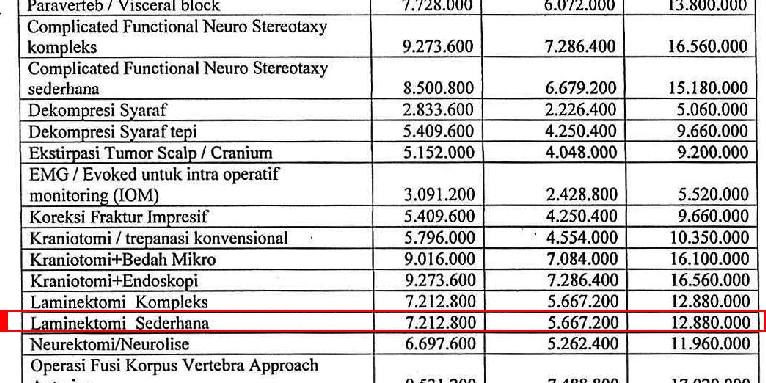 Paraverteb / Visceral block 7.728.000 6.072.000 13.800.000
Complicated Functional Neuro Stereotaxy
kompleks 9.273.600 7.286.400 16.560.000
Complicated Functional Neuro Stereotaxy
sederhana 8.500.800 6.679.200 15.180.000
Dekompresi Syaraf 2.833.600 2.226.400 5.060.000
Dekompresi Syaraf tepi 5.409.600 4.250.400 9.660.000
Ekstirpasi Tumor Scalp / Cranium 5.152.000 4.048.000 9.200.000
EMG / Evoked untuk intra operatif
monitoring (IOM) 3.091.200 2.428.800 5.520.000
Koreksi Fraktur Impresif 5.409.600 4.250.400 9.660.000
Kraniotomi / trepanasi konvensional 5.796.000 4.554.000 10.350.000
Kraniotomi+Bedah Mikro 9.016.000 7.084.000 16.100.000
Kraniotomi+Endoskopi 9.273.600 7.286.400 16.560.000
Laminektomi Kompleks 7.212.800 5.667.200 12.880.000
Laminektomi Sederhana 7.212.800 5.667.200 12.880.000
Neurektomi/Neurolise 6.697.600 5.262.400 11.960.000
Operasi Fusi Korpus Vertebra Approach